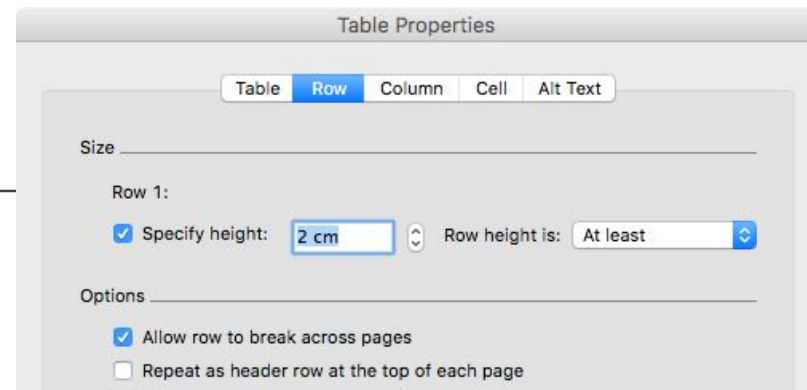 Table Properties
Table Row Column Cell Alt Text
Size
Row 1:
Specify height: 2 cm Row height is: At least
Options
Allow row to break across pages
Repeat as header row at the top of each page